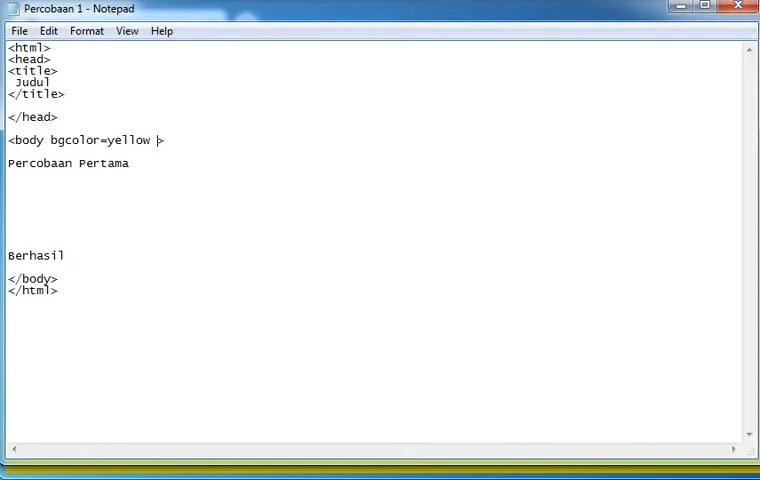 Percobaan 1 - Notepad
File Edit Format View Help
<html>
<head>
<title>
Judul
</title>
</head>
<body bgcolor=yellow >
Percobaan Pertama
Berhasil
</body>
</html>